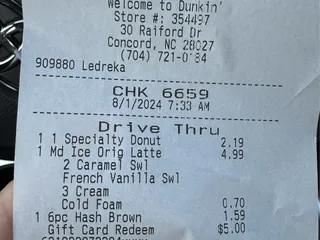 Welcome to Dunkin'
Store #: 354497
30 Raiford Dr
Concord, NC 28027
(704) 721-0184
909880 Ledreka
CHK 6659
8/1/2024 7:33 AM
Drive Thru
1 1 Specialty Donut 2.19
1 Md Ice Orig Latte 4.99
2 Caramel Swl
French Vanilla Swl
3 Cream
Cold Foam 0.70
1 6pc Hash Brown 1.59
Gift Card Redeem $5.00